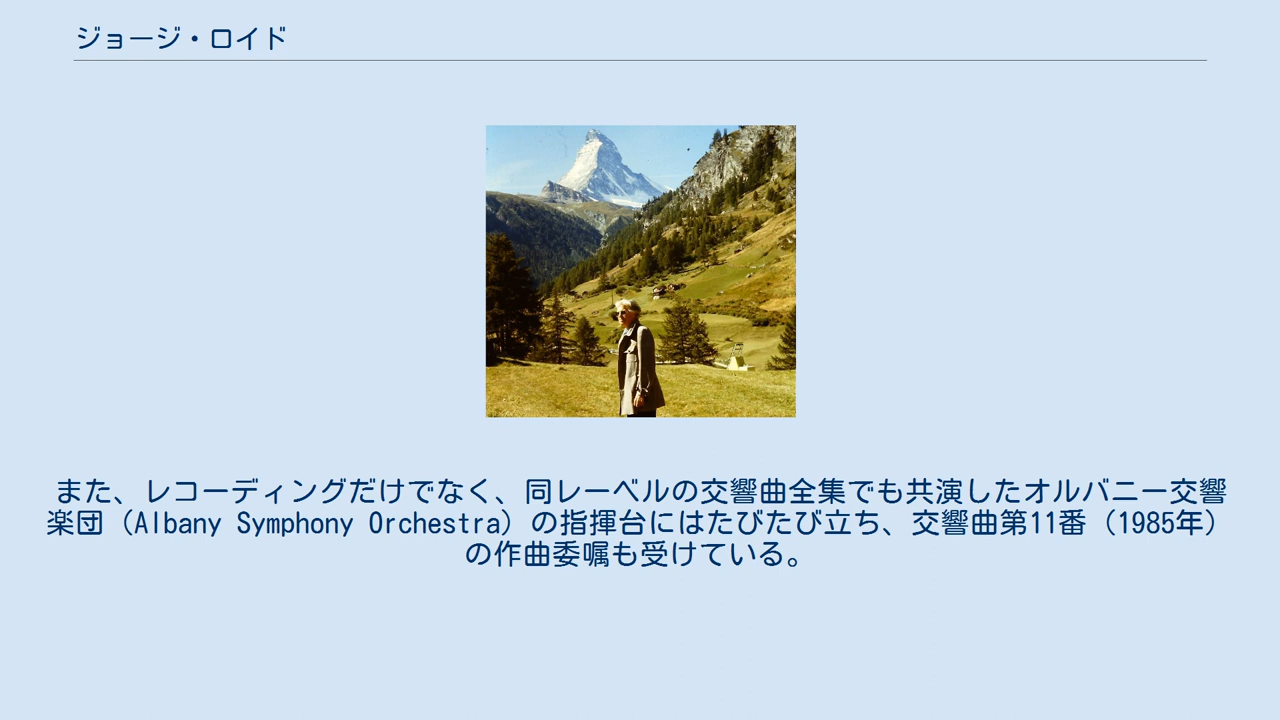 ジョージ・ロイド
また、レコーディングだけでなく、同レーベルの交響曲全集でも共演したオルバニー交響
楽団（Albany Symphony Orchestra）の指揮台にはたびたび立ち、交響曲第11番（1985年）
の作曲委嘱も受けている。